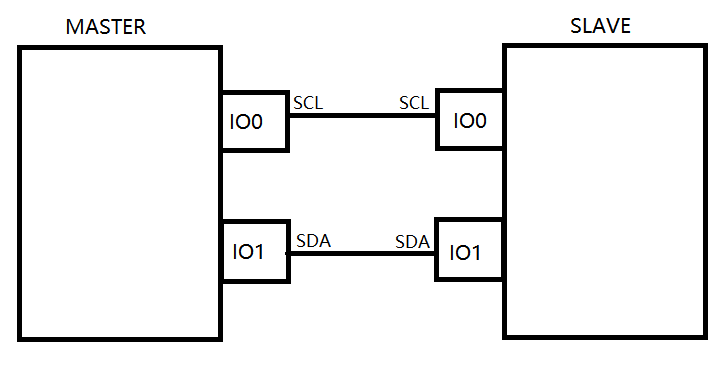 MASTER
SLAVE
IO0
SCL
SCL
IO0
IO1
SDA
SDA
IO1